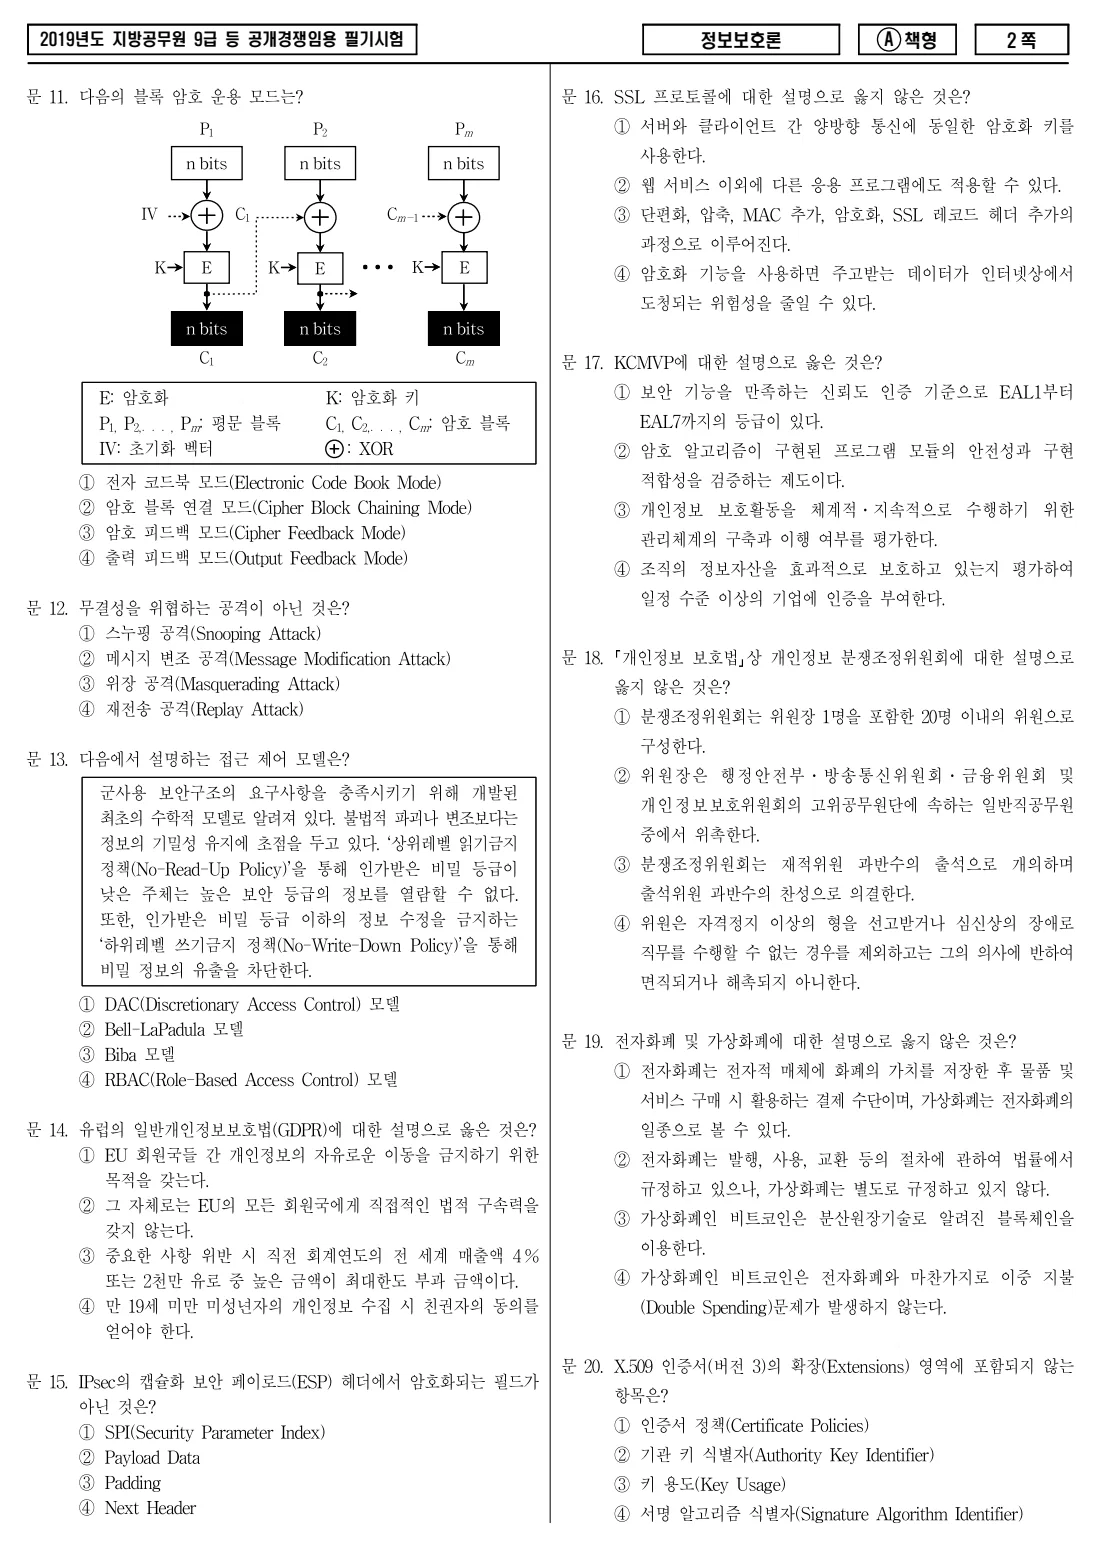 2019년도 지방공무원 9급 등 공개경쟁임용 필기시험
정보보호론
Ⓐ 책형
2 쪽
문 11. 다음의 블록 암호 운용 모드는?
P1 P2 Pm
n bits n bits n bits
IV C1 Cm-1
K E K E K E
n bits n bits n bits
C1 C2 Cm
E: 암호화 K: 암호화 키
P1, P2, . . . , Pm: 평문 블록 C1, C2, . . . , Cm: 암호 블록
IV: 초기화 벡터 ⊕: XOR
① 전자 코드북 모드(Electronic Code Book Mode)
② 암호 블록 연결 모드(Cipher Block Chaining Mode)
③ 암호 피드백 모드(Cipher Feedback Mode)
④ 출력 피드백 모드(Output Feedback Mode)
문 12. 무결성을 위협하는 공격이 아닌 것은?
① 스누핑 공격(Snooping Attack)
② 메시지 변조 공격(Message Modification Attack)
③ 위장 공격(Masquerading Attack)
④ 재전송 공격(Replay Attack)
문 13. 다음에서 설명하는 접근 제어 모델은?
군사용 보안구조의 요구사항을 충족시키기 위해 개발된
최초의 수학적 모델로 알려져 있다. 불법적 파괴나 변조보다는
정보의 기밀성 유지에 초점을 두고 있다. '상위레벨 읽기금지
정책(No-Read-Up Policy)'을 통해 인가받은 비밀 등급이
낮은 주체는 높은 보안 등급의 정보를 열람할 수 없다.
또한, 인가받은 비밀 등급 이하의 정보 수정을 금지하는
'하위레벨 쓰기금지 정책(No-Write-Down Policy)'을 통해
비밀 정보의 유출을 차단한다.
① DAC(Discretionary Access Control) 모델
② Bell-LaPadula 모델
③ Biba 모델
④ RBAC(Role-Based Access Control) 모델
문 14. 유럽의 일반개인정보보호법(GDPR)에 대한 설명으로 옳은 것은?
① EU 회원국들 간 개인정보의 자유로운 이동을 금지하기 위한
목적을 갖는다.
② 그 자체로는 EU의 모든 회원국에게 직접적인 법적 구속력을
갖지 않는다.
③ 중요한 사항 위반 시 직전 회계연도의 전 세계 매출액 4 %
또는 2천만 유로 중 높은 금액이 최대한도 부과 금액이다.
④ 만 19세 미만 미성년자의 개인정보 수집 시 친권자의 동의를
얻어야 한다.
문 15. IPsec의 캡슐화 보안 페이로드(ESP) 헤더에서 암호화되는 필드가
아닌 것은?
① SPI(Security Parameter Index)
② Payload Data
③ Padding
④ Next Header
문 16. SSL 프로토콜에 대한 설명으로 옳지 않은 것은?
① 서버와 클라이언트 간 양방향 통신에 동일한 암호화 키를
사용한다.
② 웹 서비스 이외에 다른 응용 프로그램에도 적용할 수 있다.
③ 단편화, 압축, MAC 추가, 암호화, SSL 레코드 헤더 추가의
과정으로 이루어진다.
④ 암호화 기능을 사용하면 주고받는 데이터가 인터넷상에서
도청되는 위험성을 줄일 수 있다.
문 17. KCMVP에 대한 설명으로 옳은 것은?
① 보안 기능을 만족하는 신뢰도 인증 기준으로 EAL1부터
EAL7까지의 등급이 있다.
② 암호 알고리즘이 구현된 프로그램 모듈의 안전성과 구현
적합성을 검증하는 제도이다.
③ 개인정보 보호활동을 체계적·지속적으로 수행하기 위한
관리체계의 구축과 이행 여부를 평가한다.
④ 조직의 정보자산을 효과적으로 보호하고 있는지 평가하여
일정 수준 이상의 기업에 인증을 부여한다.
문 18. 「개인정보 보호법」상 개인정보 분쟁조정위원회에 대한 설명으로
옳지 않은 것은?
① 분쟁조정위원회는 위원장 1명을 포함한 20명 이내의 위원으로
구성한다.
② 위원장은 행정안전부·방송통신위원회·금융위원회 및
개인정보보호위원회의 고위공무원단에 속하는 일반직공무원
중에서 위촉한다.
③ 분쟁조정위원회는 재적위원 과반수의 출석으로 개의하며
출석위원 과반수의 찬성으로 의결한다.
④ 위원은 자격정지 이상의 형을 선고받거나 심신상의 장애로
직무를 수행할 수 없는 경우를 제외하고는 그의 의사에 반하여
면직되거나 해촉되지 아니한다.
문 19. 전자화폐 및 가상화폐에 대한 설명으로 옳지 않은 것은?
① 전자화폐는 전자적 매체에 화폐의 가치를 저장한 후 물품 및
서비스 구매 시 활용하는 결제 수단이며, 가상화폐는 전자화폐의
일종으로 볼 수 있다.
② 전자화폐는 발행, 사용, 교환 등의 절차에 관하여 법률에서
규정하고 있으나, 가상화폐는 별도로 규정하고 있지 않다.
③ 가상화폐인 비트코인은 분산원장기술로 알려진 블록체인을
이용한다.
④ 가상화폐인 비트코인은 전자화폐와 마찬가지로 이중 지불
(Double Spending)문제가 발생하지 않는다.
문 20. X.509 인증서(버전 3)의 확장(Extensions) 영역에 포함되지 않는
항목은?
① 인증서 정책(Certificate Policies)
② 기관 키 식별자(Authority Key Identifier)
③ 키 용도(Key Usage)
④ 서명 알고리즘 식별자(Signature Algorithm Identifier)